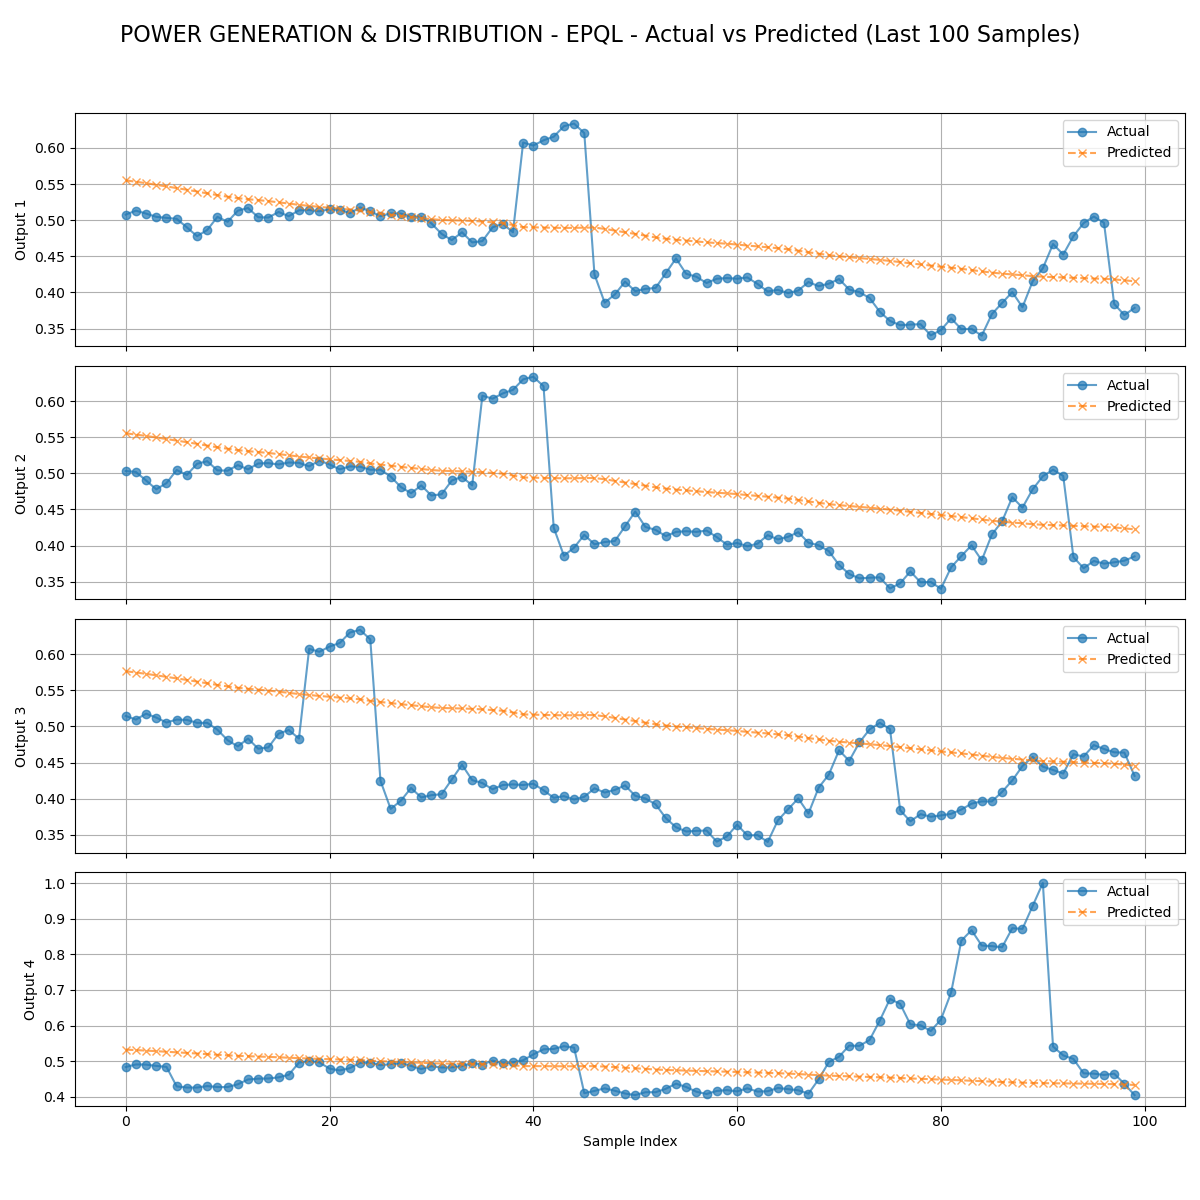 POWER GENERATION & DISTRIBUTION - EPQL - Actual vs Predicted (Last 100 Samples)
Output 1
0.60
0.55
0.50
0.45
0.40
0.35
Actual
Predicted
Output 2
0.60
0.55
0.50
0.45
0.40
0.35
Actual
Predicted
Output 3
0.60
0.55
0.50
0.45
0.40
0.35
Actual
Predicted
Output 4
1.0
0.9
0.8
0.7
0.6
0.5
0.4
Actual
Predicted
0 20 40 60 80 100
Sample Index